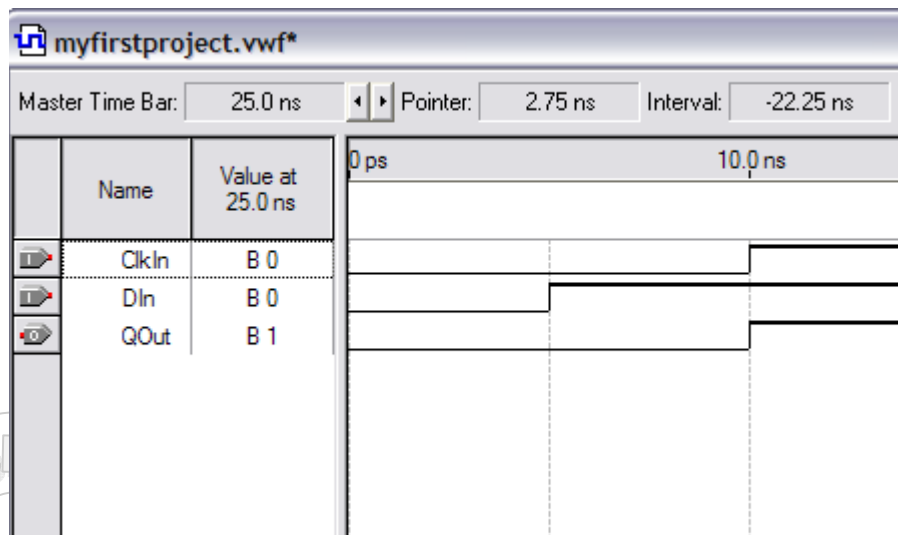 myfirstproject.vwf*
Master Time Bar: 25.0 ns Pointer: 2.75 ns Interval: -22.25 ns
Name Value at 25.0 ns 0 ps 10.0 ns
ClkIn B 0
DIn B 0
QOut B 1